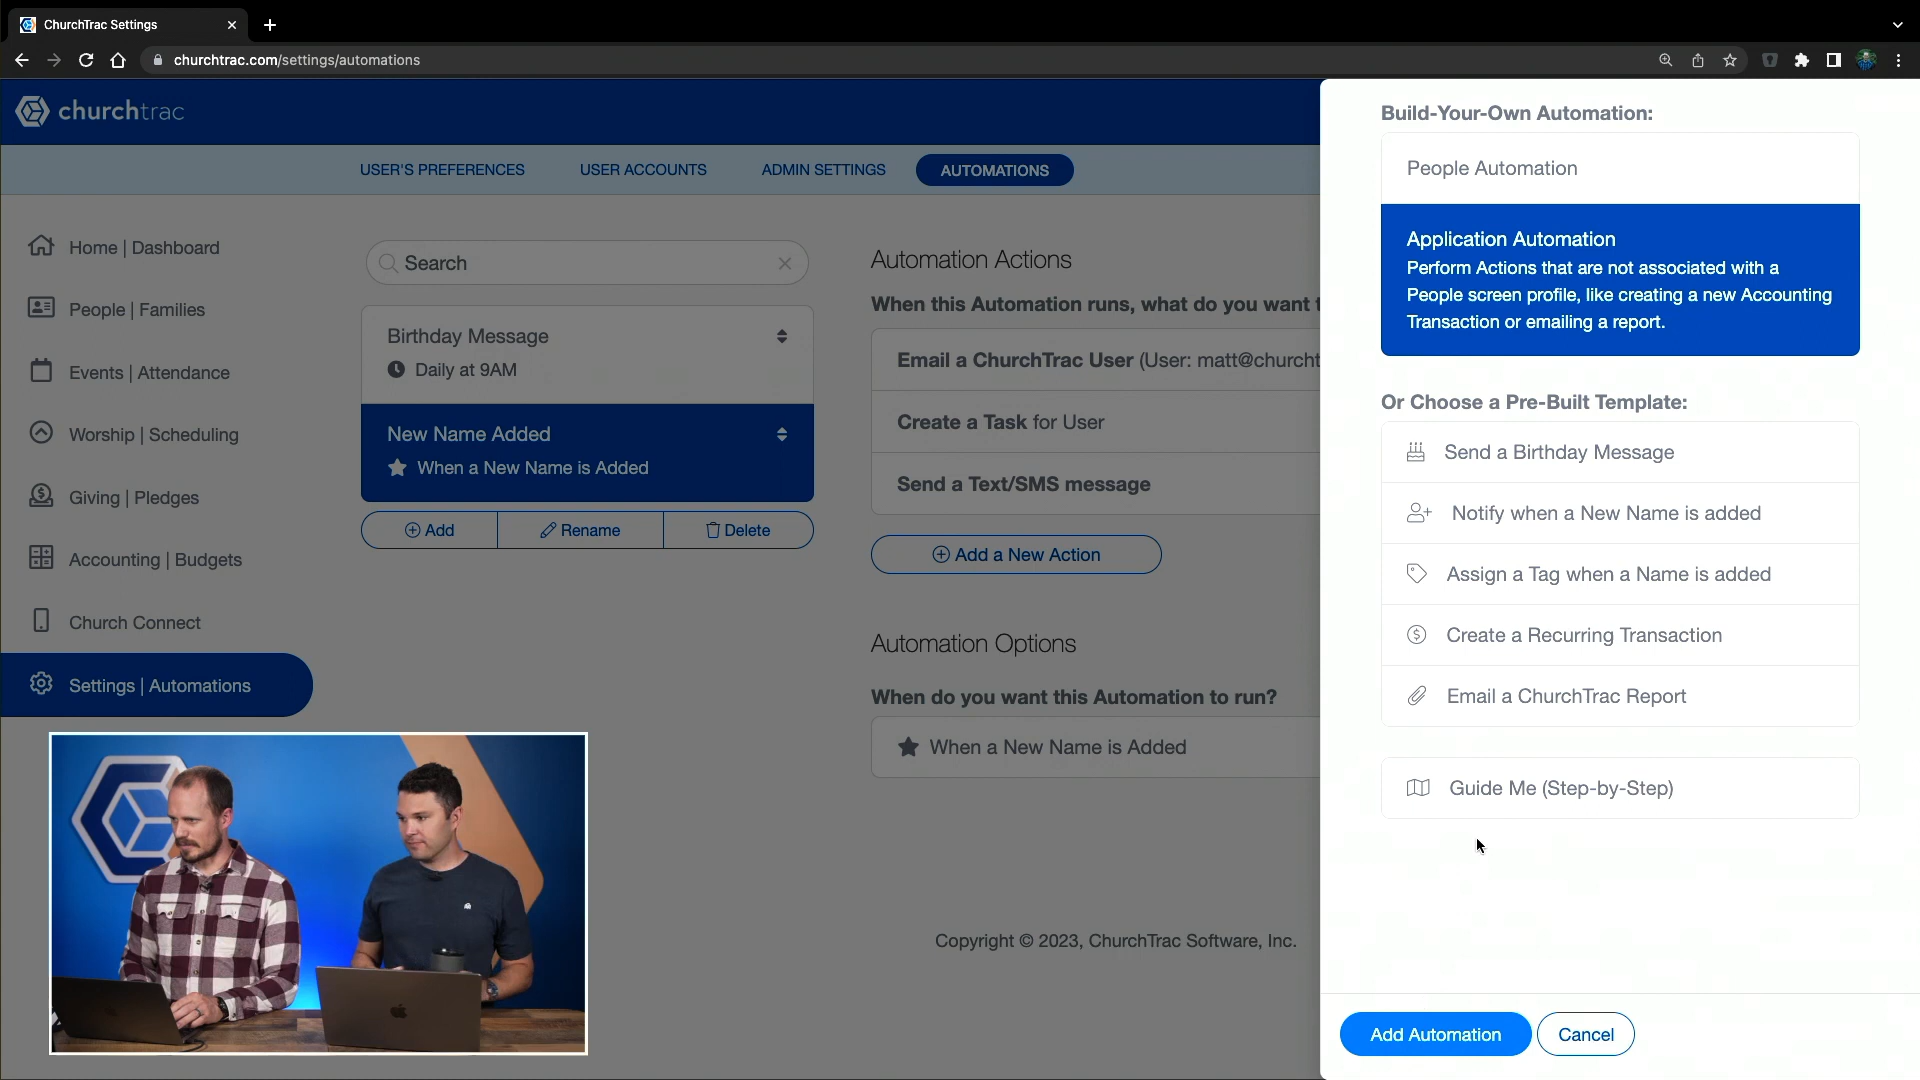 ChurchTrac Settings
churchtrac.com/settings/automations
churchtrac
USER'S PREFERENCES
USER ACCOUNTS
ADMIN SETTINGS
AUTOMATIONS
Home | Dashboard
People | Families
Events | Attendance
Worship | Scheduling
Giving | Pledges
Accounting | Budgets
Church Connect
Settings | Automations
Search
Birthday Message
Daily at 9AM
New Name Added
When a New Name is Added
Add
Rename
Delete
Automation Actions
When this Automation runs, what do you want
Email a ChurchTrac User (User: matt@churcht
Create a Task for User
Send a Text/SMS message
Add a New Action
Automation Options
When do you want this Automation to run?
When a New Name is Added
Copyright © 2023, ChurchTrac Software, Inc.
Build-Your-Own Automation:
People Automation
Application Automation
Perform Actions that are not associated with a
People screen profile, like creating a new Accounting
Transaction or emailing a report.
Or Choose a Pre-Built Template:
Send a Birthday Message
Notify when a New Name is added
Assign a Tag when a Name is added
Create a Recurring Transaction
Email a ChurchTrac Report
Guide Me (Step-by-Step)
Add Automation
Cancel